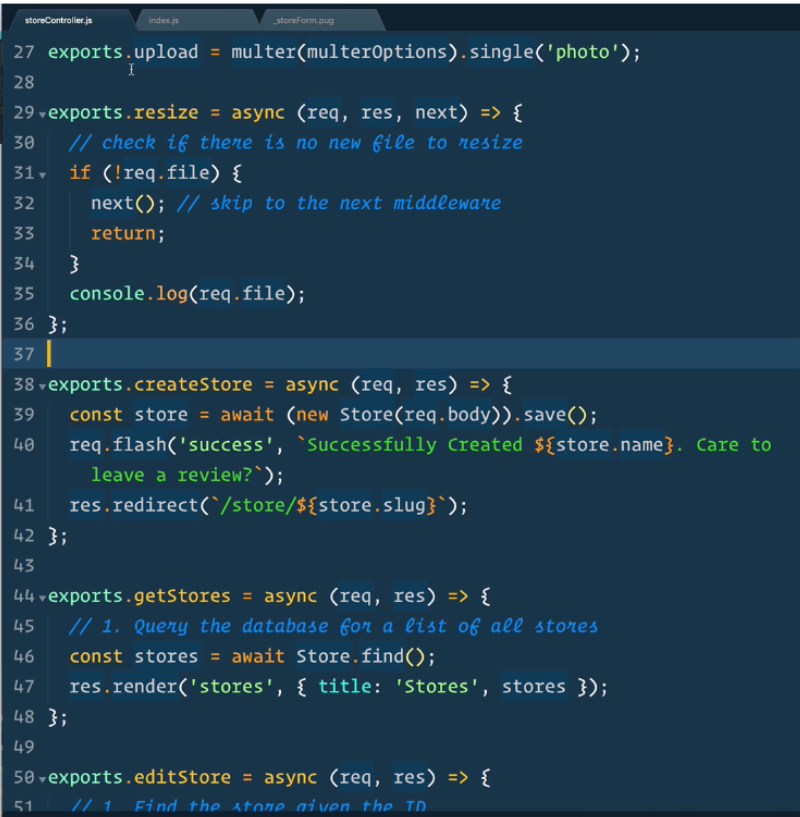 storeController.js index.js _storeForm.pug
27 exports.upload = multer(multerOptions).single('photo');
28
29 exports.resize = async (req, res, next) => {
30 // check if there is no new file to resize
31 if (!req.file) {
32 next(); // skip to the next middleware
33 return;
34 }
35 console.log(req.file);
36 };
37
38 exports.createStore = async (req, res) => {
39 const store = await (new Store(req.body)).save();
40 req.flash('success', `Successfully Created ${store.name}. Care to
leave a review?`);
41 res.redirect(`/store/${store.slug}`);
42 };
43
44 exports.getStores = async (req, res) => {
45 // 1. Query the database for a list of all stores
46 const stores = await Store.find();
47 res.render('stores', { title: 'Stores', stores });
48 };
49
50 exports.editStore = async (req, res) => {
51 // 1. Find the store given the ID